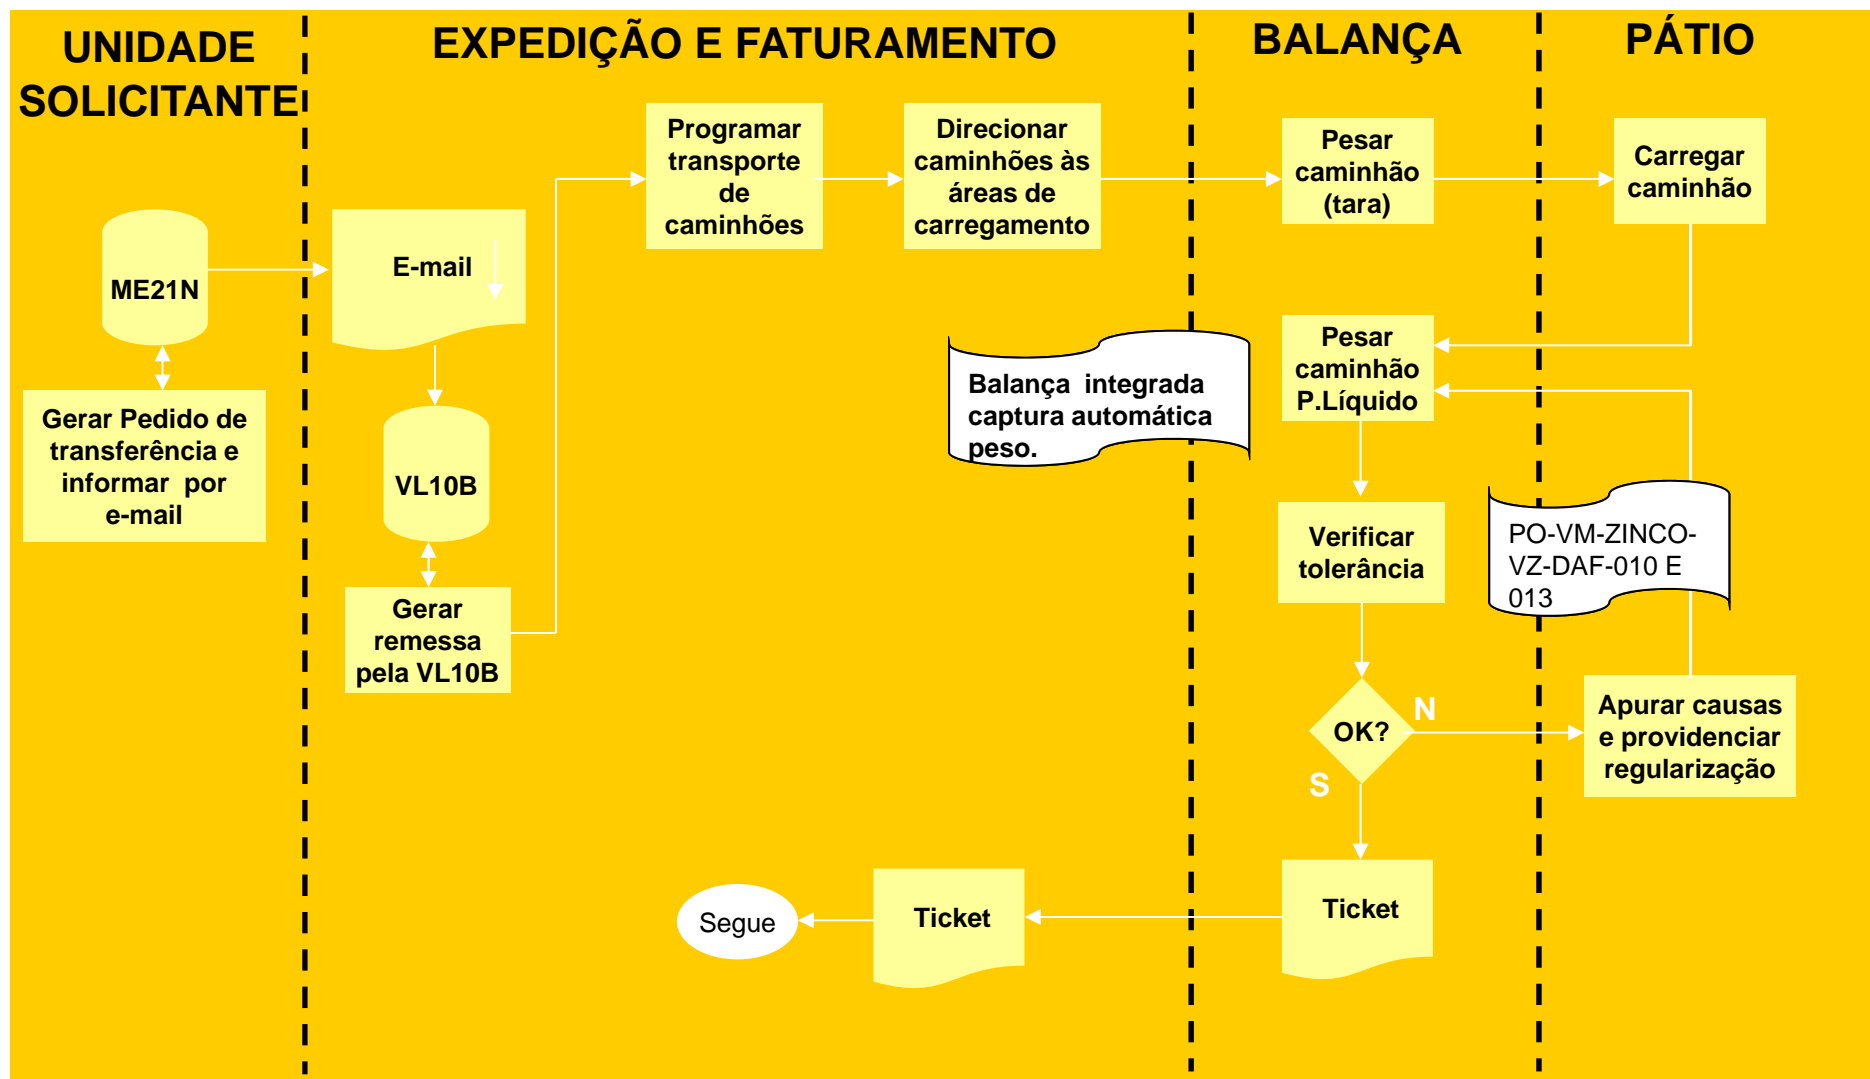 UNIDADE
SOLICITANTE
EXPEDIÇÃO E FATURAMENTO
BALANÇA
PÁTIO
Programar
transporte
de
caminhões
Direcionar
caminhões às
áreas de
carregamento
Pesar
caminhão
(tara)
Carregar
caminhão
ME21N
E-mail
Gerar Pedido de
transferência e
informar por
e-mail
VL10B
Gerar
remessa
pela VL10B
Balança integrada
captura automática
peso.
Pesar
caminhão
P.Líquido
Verificar
tolerância
PO-VM-ZINCO-
VZ-DAF-010 E
013
OK?
N
S
Apurar causas
e providenciar
regularização
Segue
Ticket
Ticket